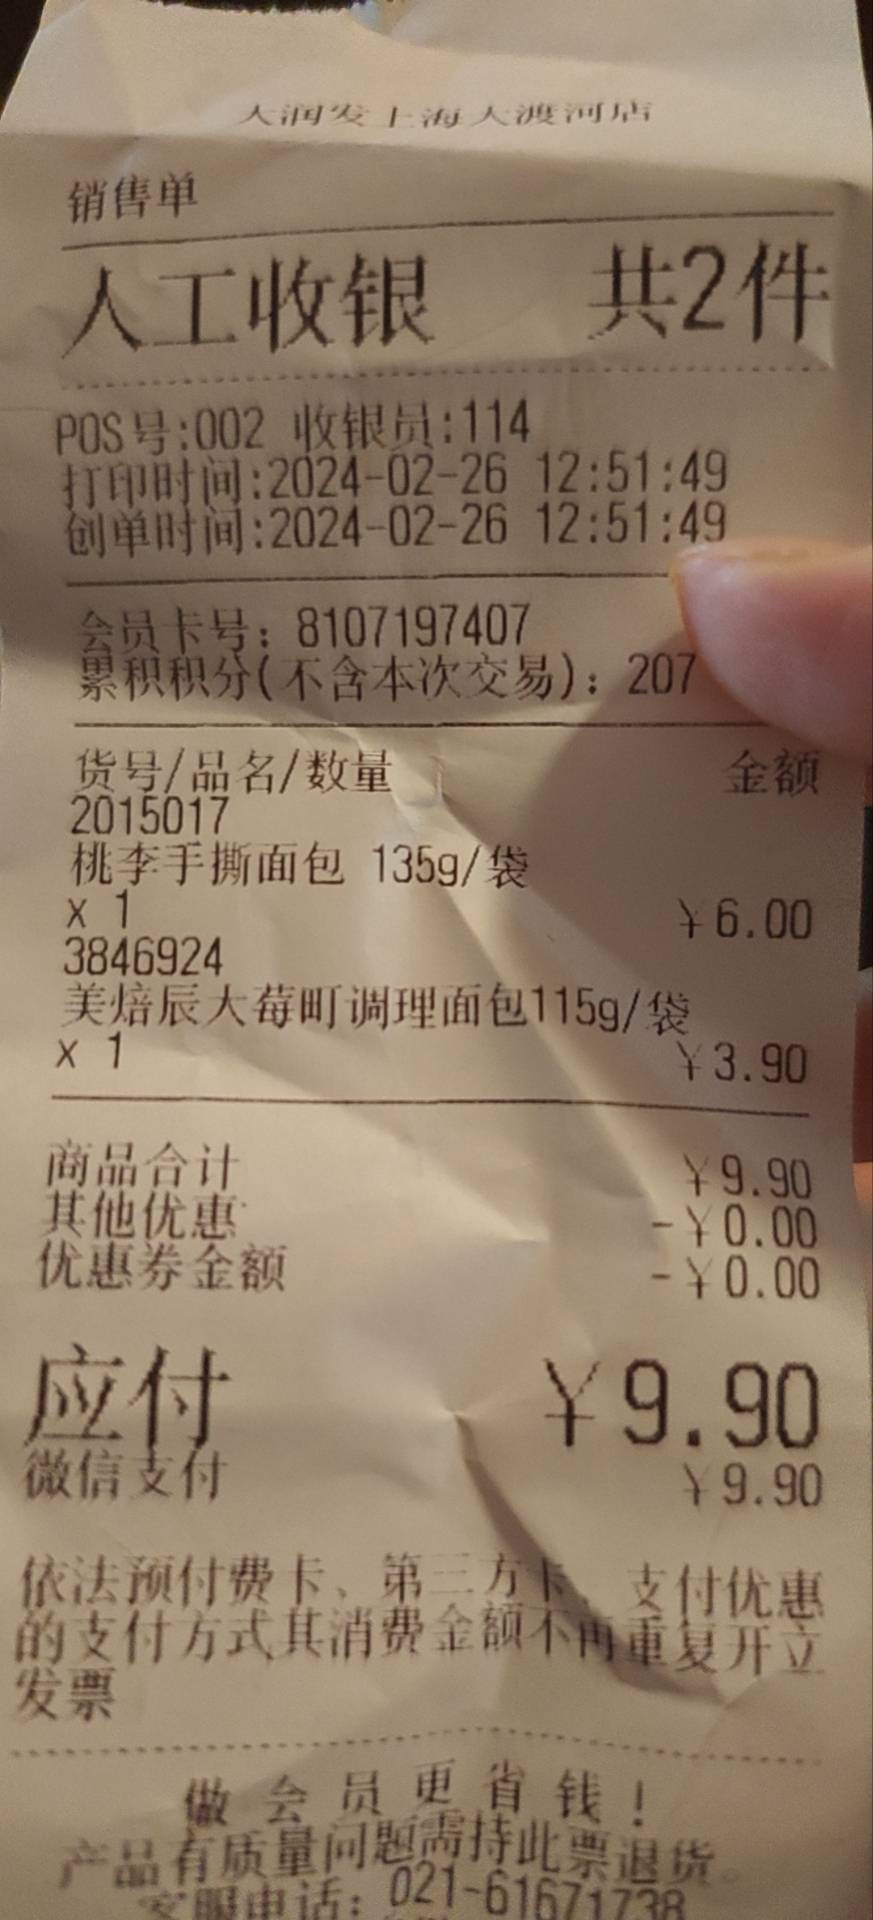 大润发上海大渡河店
销售单
人工收银 共2件
POS号:002 收银员:114
打印时间:2024-02-26 12:51:49
创单时间:2024-02-26 12:51:49
会员卡号：8107197407
累积积分(不含本次交易)：207
货号/品名/数量 金额
2015017
桃李手撕面包 135g/袋
x 1 ￥6.00
3846924
美焙辰大莓町调理面包115g/袋
x 1 ￥3.90
商品合计 ￥9.90
其他优惠 -￥0.00
优惠券金额 -￥0.00
应付 ￥9.90
微信支付 ￥9.90
依法预付费卡、第三方卡、支付优惠
的支付方式其消费金额不再重复开立
发票
做会员更省钱！
产品有质量问题需持此票退货。
客服电话：021-61671738